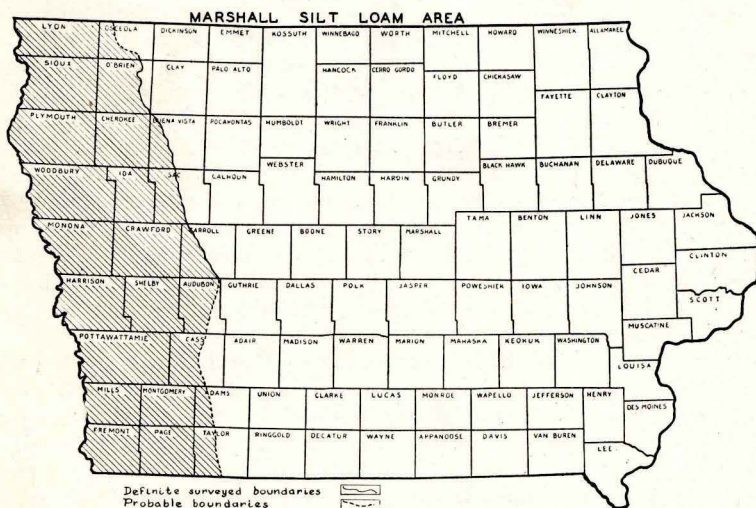 MARSHALL SILT LOAM AREA
LYON OSCEOLA DICKINSON EMMET KOSSUTH WINNEBAGO WORTH MITCHELL HOWARD WINNESHIEK ALLAMAKEE
SIOUX O'BRIEN CLAY PALO ALTO HANCOCK CERRO GORDO FLOYD CHICKASAW
FAYETTE CLAYTON
PLYMOUTH CHEROKEE BUENA VISTA POCAHONTAS HUMBOLDT WRIGHT FRANKLIN BUTLER BREMER
WOODBURY IDA SAC CALHOUN WEBSTER HAMILTON HARDIN GRUNDY BLACK HAWK BUCHANAN DELAWARE DUBUQUE
MONONA CRAWFORD CARROLL GREENE BOONE STORY MARSHALL TAMA BENTON LINN JONES JACKSON
CLINTON
HARRISON SHELBY AUDUBON GUTHRIE DALLAS POLK JASPER POWESHIEK IOWA JOHNSON CEDAR
SCOTT
MUSCATINE
POTTAWATTAMIE CASS ADAIR MADISON WARREN MARION MAHASKA KEOKUK WASHINGTON
LOUISA
MILLS MONTGOMERY ADAMS UNION CLARKE LUCAS MONROE WAPELLO JEFFERSON HENRY
DES MOINES
FREMONT PAGE TAYLOR RINGGOLD DECATUR WAYNE APPANOOSE DAVIS VAN BUREN
LEE
Definite surveyed boundaries
Probable boundaries